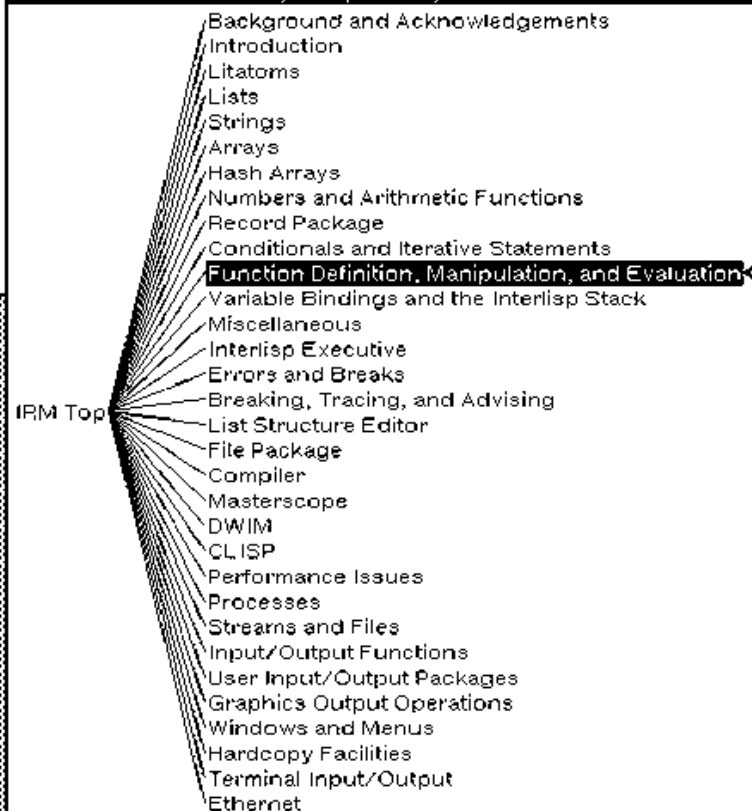 Background and Acknowledgements
Introduction
Litatoms
Lists
Strings
Arrays
Hash Arrays
Numbers and Arithmetic Functions
Record Package
Conditionals and Iterative Statements
Function Definition, Manipulation, and Evaluation
Variable Bindings and the Interlisp Stack
Miscellaneous
Interlisp Executive
Errors and Breaks
Breaking, Tracing, and Advising
IRM Top
List Structure Editor
File Package
Compiler
Masterscope
DWIM
CLISP
Performance Issues
Processes
Streams and Files
Input/Output Functions
User Input/Output Packages
Graphics Output Operations
Windows and Menus
Hardcopy Facilities
Terminal Input/Output
Ethernet